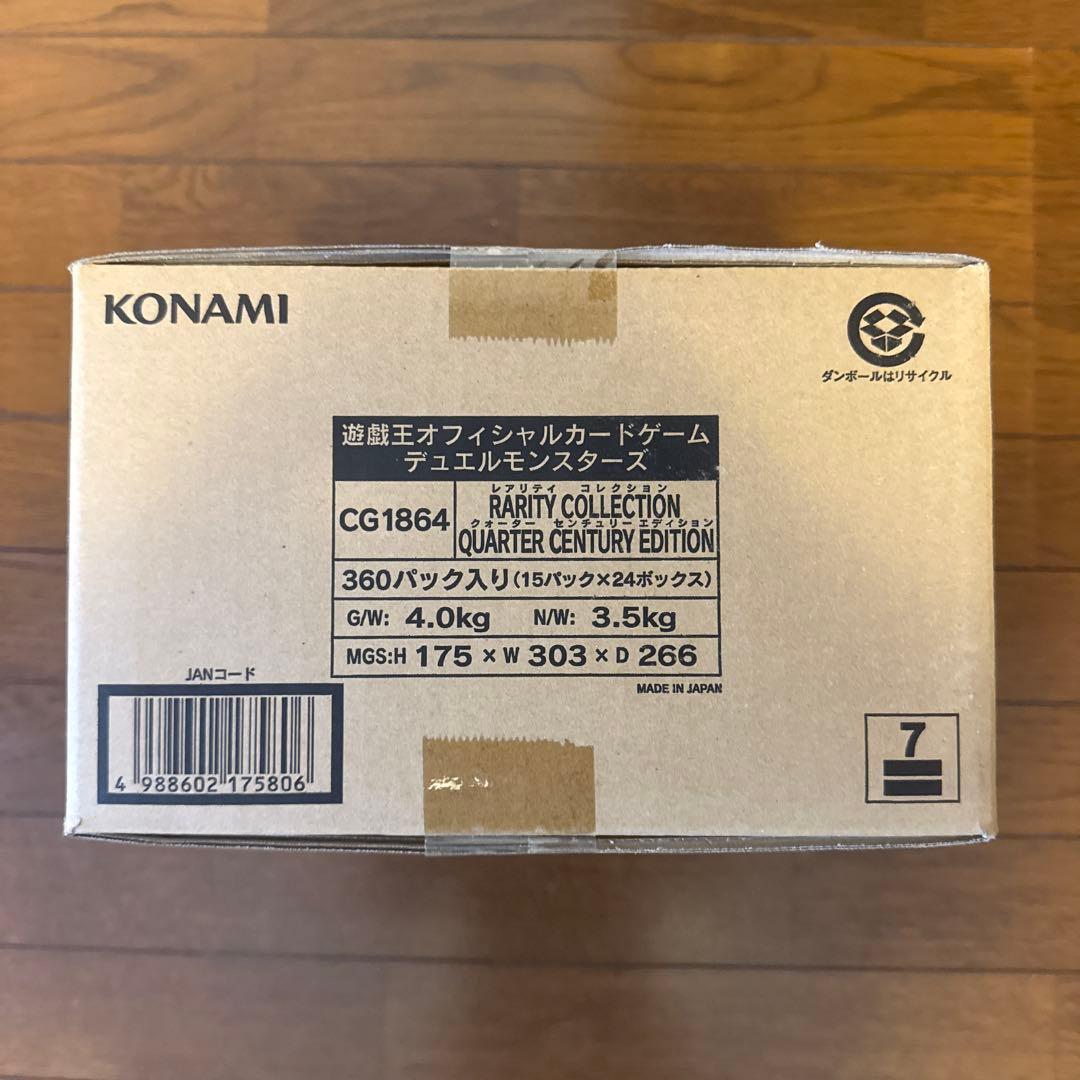 KONAMI
ダンボールはリサイクル
遊戯王オフィシャルカードゲーム
デュエルモンスターズ
CG1864
レアリティ コレクション
RARITY COLLECTION
クォーター センチュリー エディション
QUARTER CENTURY EDITION
360パック入り(15パック×24ボックス)
G/W: 4.0kg N/W: 3.5kg
MGS:H 175 × W 303 × D 266
MADE IN JAPAN
JANコード
4 988602 175806
7